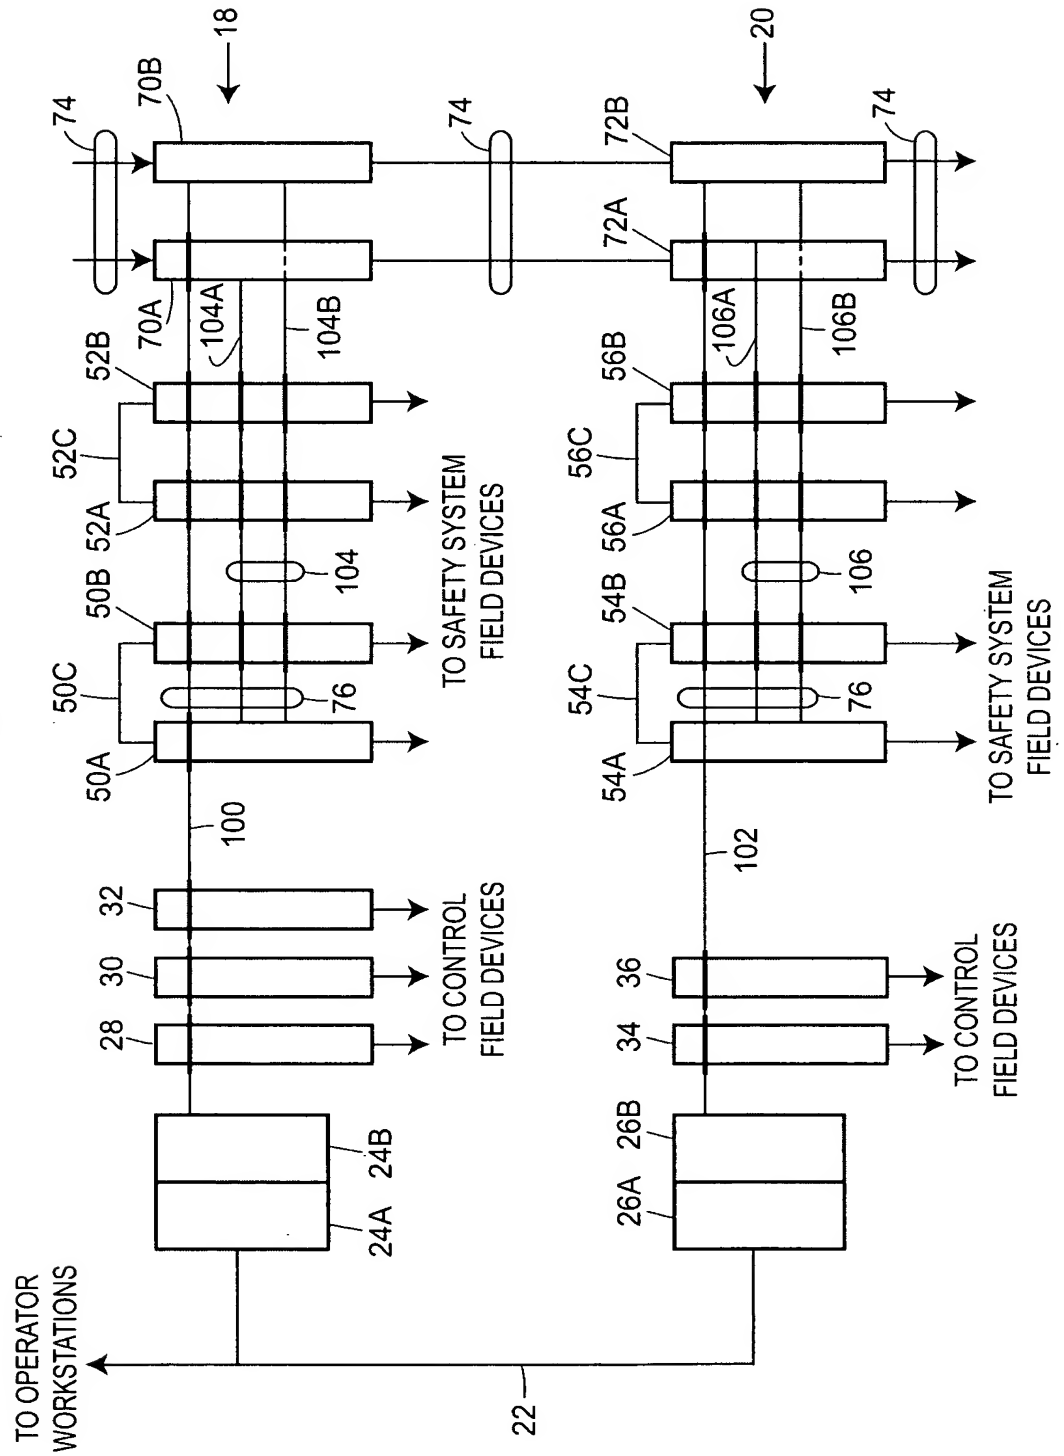 TO OPERATOR
WORKSTATIONS
50C
52C
74
28
30
32
50A
50B
52A
52B
70A
70B
104A
100
18
104B
76
104
24A
24B
TO CONTROL
FIELD DEVICES
TO SAFETY SYSTEM
FIELD DEVICES
74
22
54C
56C
26A
26B
34
36
54A
54B
56A
56B
72A
72B
106A
102
20
106B
76
106
74
TO CONTROL
FIELD DEVICES
TO SAFETY SYSTEM
FIELD DEVICES